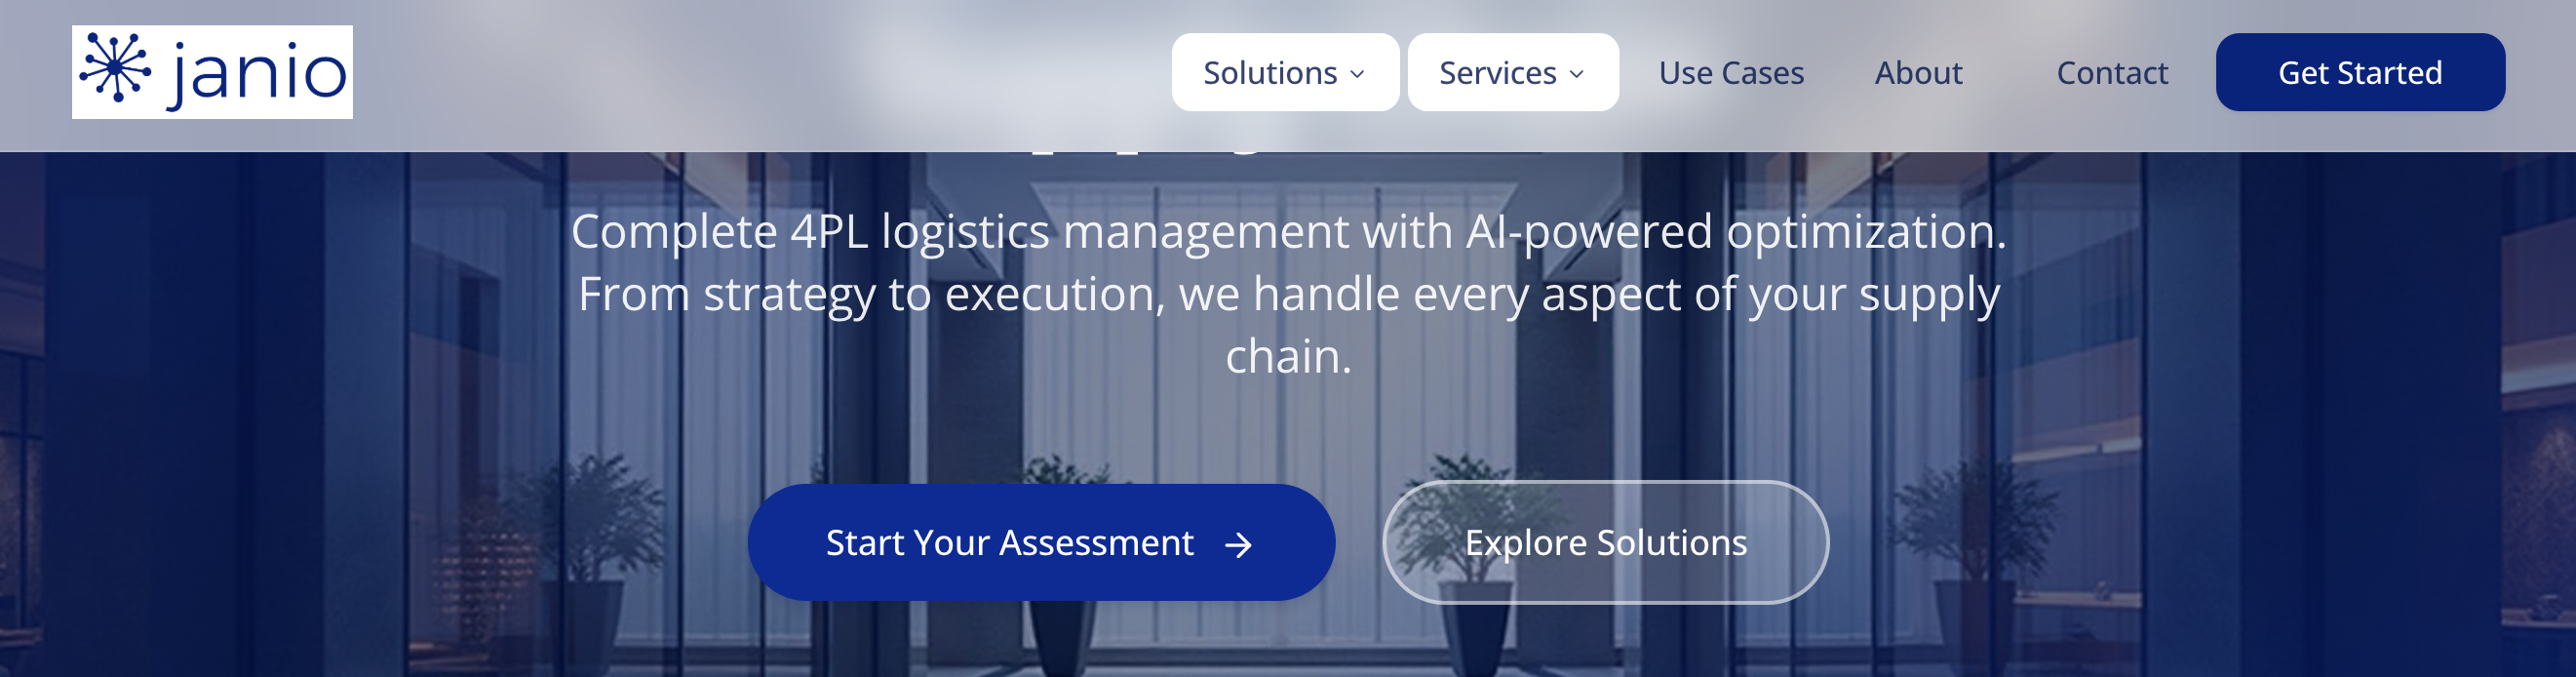 janio
Solutions
Services
Use Cases
About
Contact
Get Started
Complete 4PL logistics management with AI-powered optimization.
From strategy to execution, we handle every aspect of your supply
chain.
Start Your Assessment
Explore Solutions